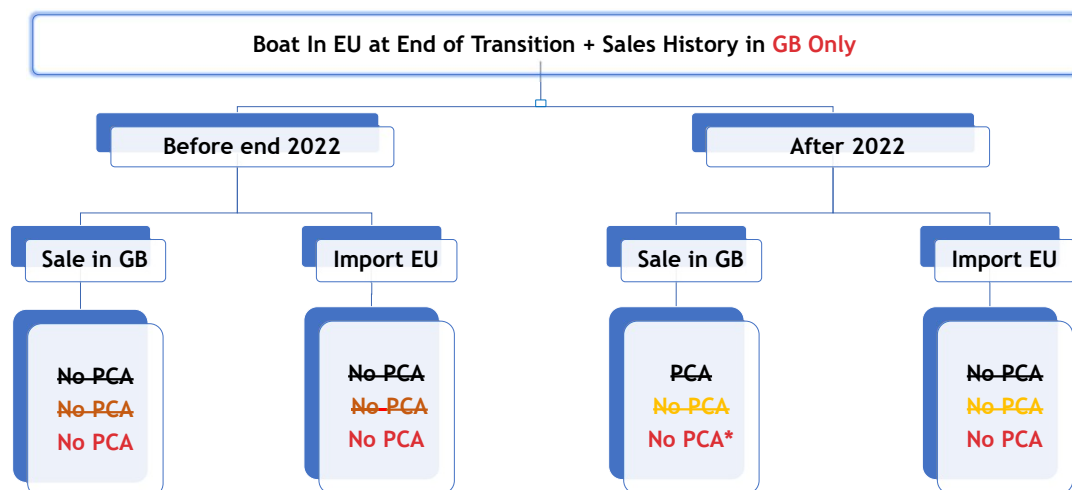 Boat In EU at End of Transition + Sales History in GB Only
Before end 2022
After 2022
Sale in GB
Import EU
Sale in GB
Import EU
No PCA
No PCA
No PCA
No PCA
No PCA
No PCA
PCA
No PCA
No PCA*
No PCA
No PCA
No PCA